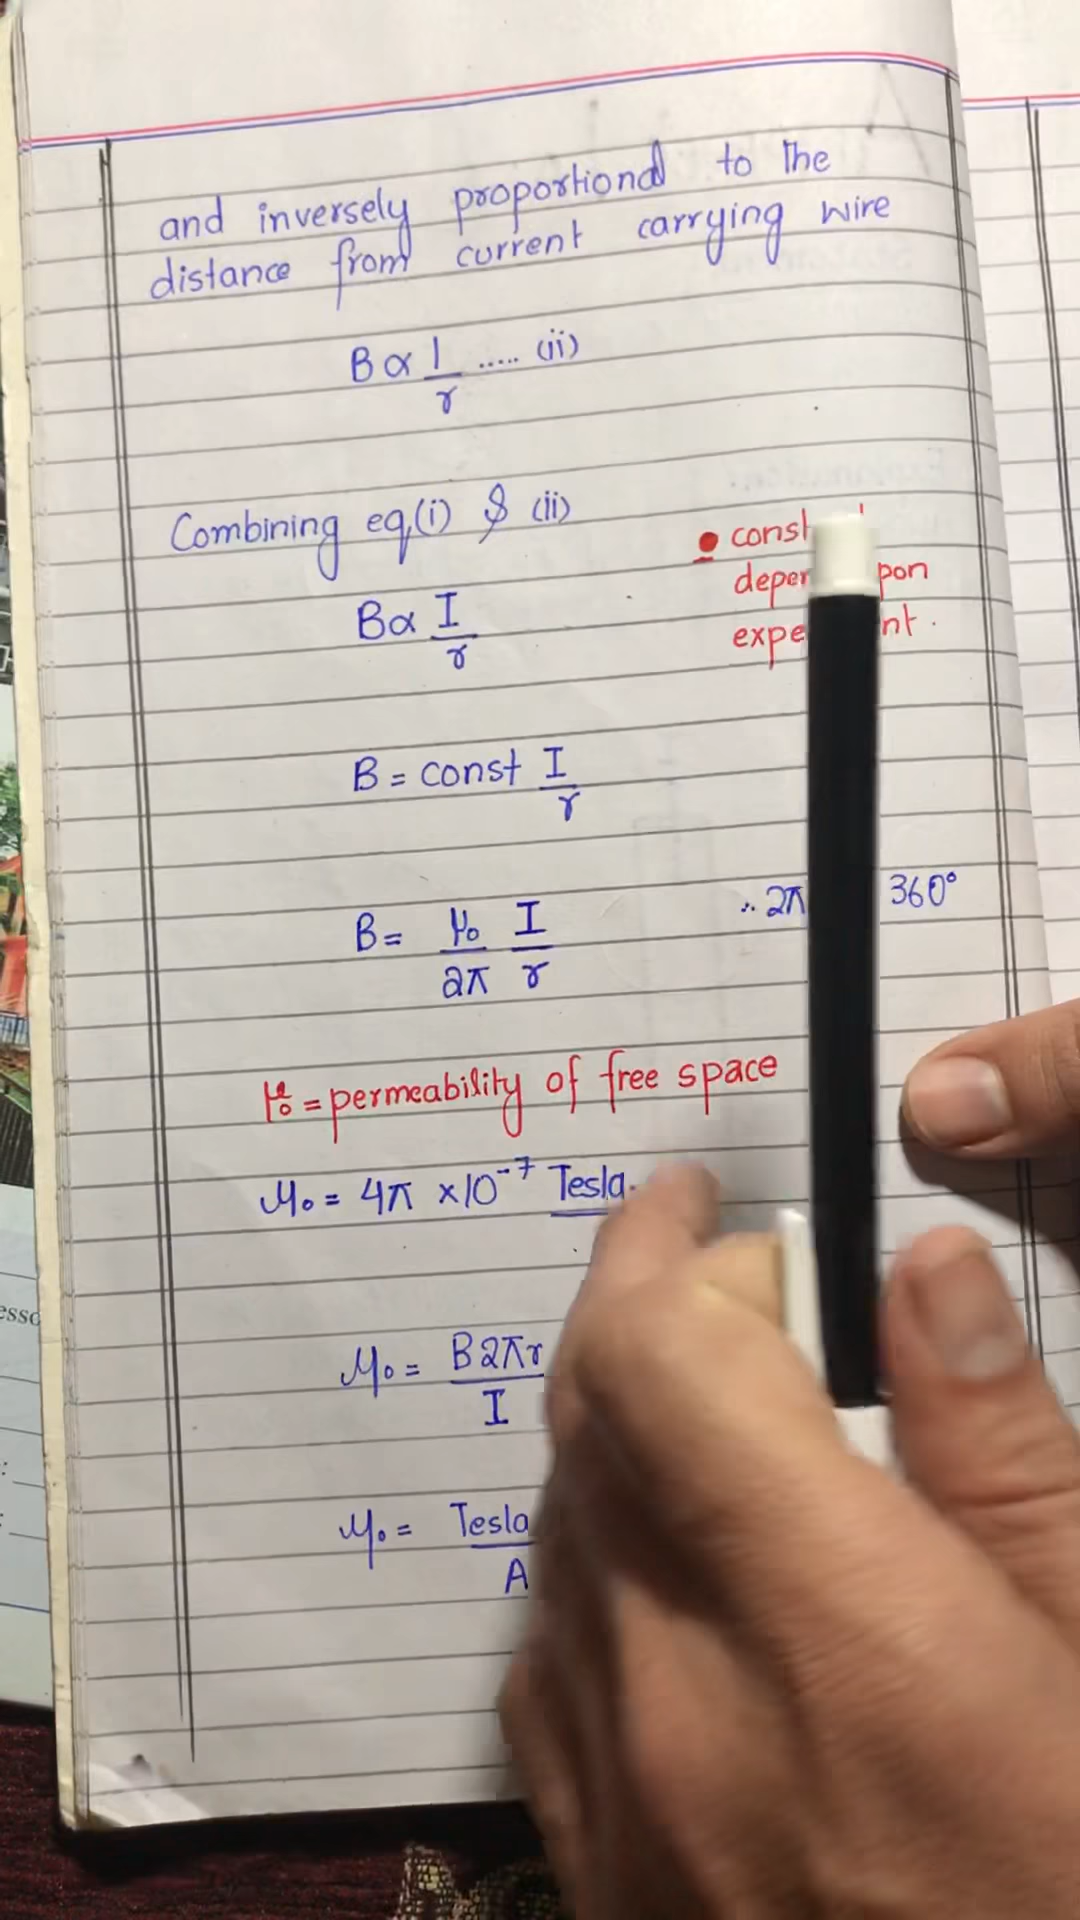 and inversely proportional to the
distance from current carrying wire
B ∝ 1/r ..... (ii)
Combining eq,(i) & (ii)
B ∝ I/r
B = const I/r
B = μ₀/2π I/r
∴ 2π 360°
μ₀ = permeability of free space
μ₀ = 4π ×10⁻⁷ Tesla.
μ₀ = B2πr/I
μ₀ = Tesla/A